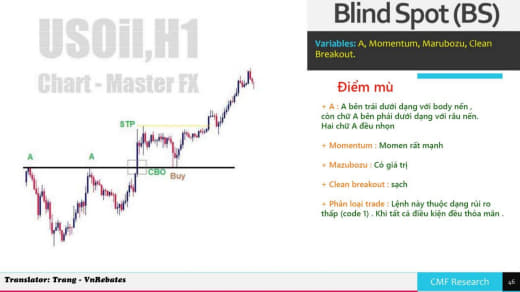 Blind Spot (BS)
Variables: A, Momentum, Marubozu, Clean
Breakout.
USOil,H1
Chart - Master FX
STP
A
A
CBO
Buy
Điểm mù
+ A : A bên trái dưới dạng với body nến ,
còn chữ A bên phải dưới dạng với râu nến.
Hai chữ A đều nhọn
+ Momentum : Momen rất mạnh
+ Mazubozu : Có giá trị
+ Clean breakout : sạch
+ Phân loại trade : Lệnh này thuộc dạng rủi ro
thấp (code 1) . Khi tất cả điều kiện đều thỏa mãn .
Translator: Trang - VnRebates
CMF Research
46